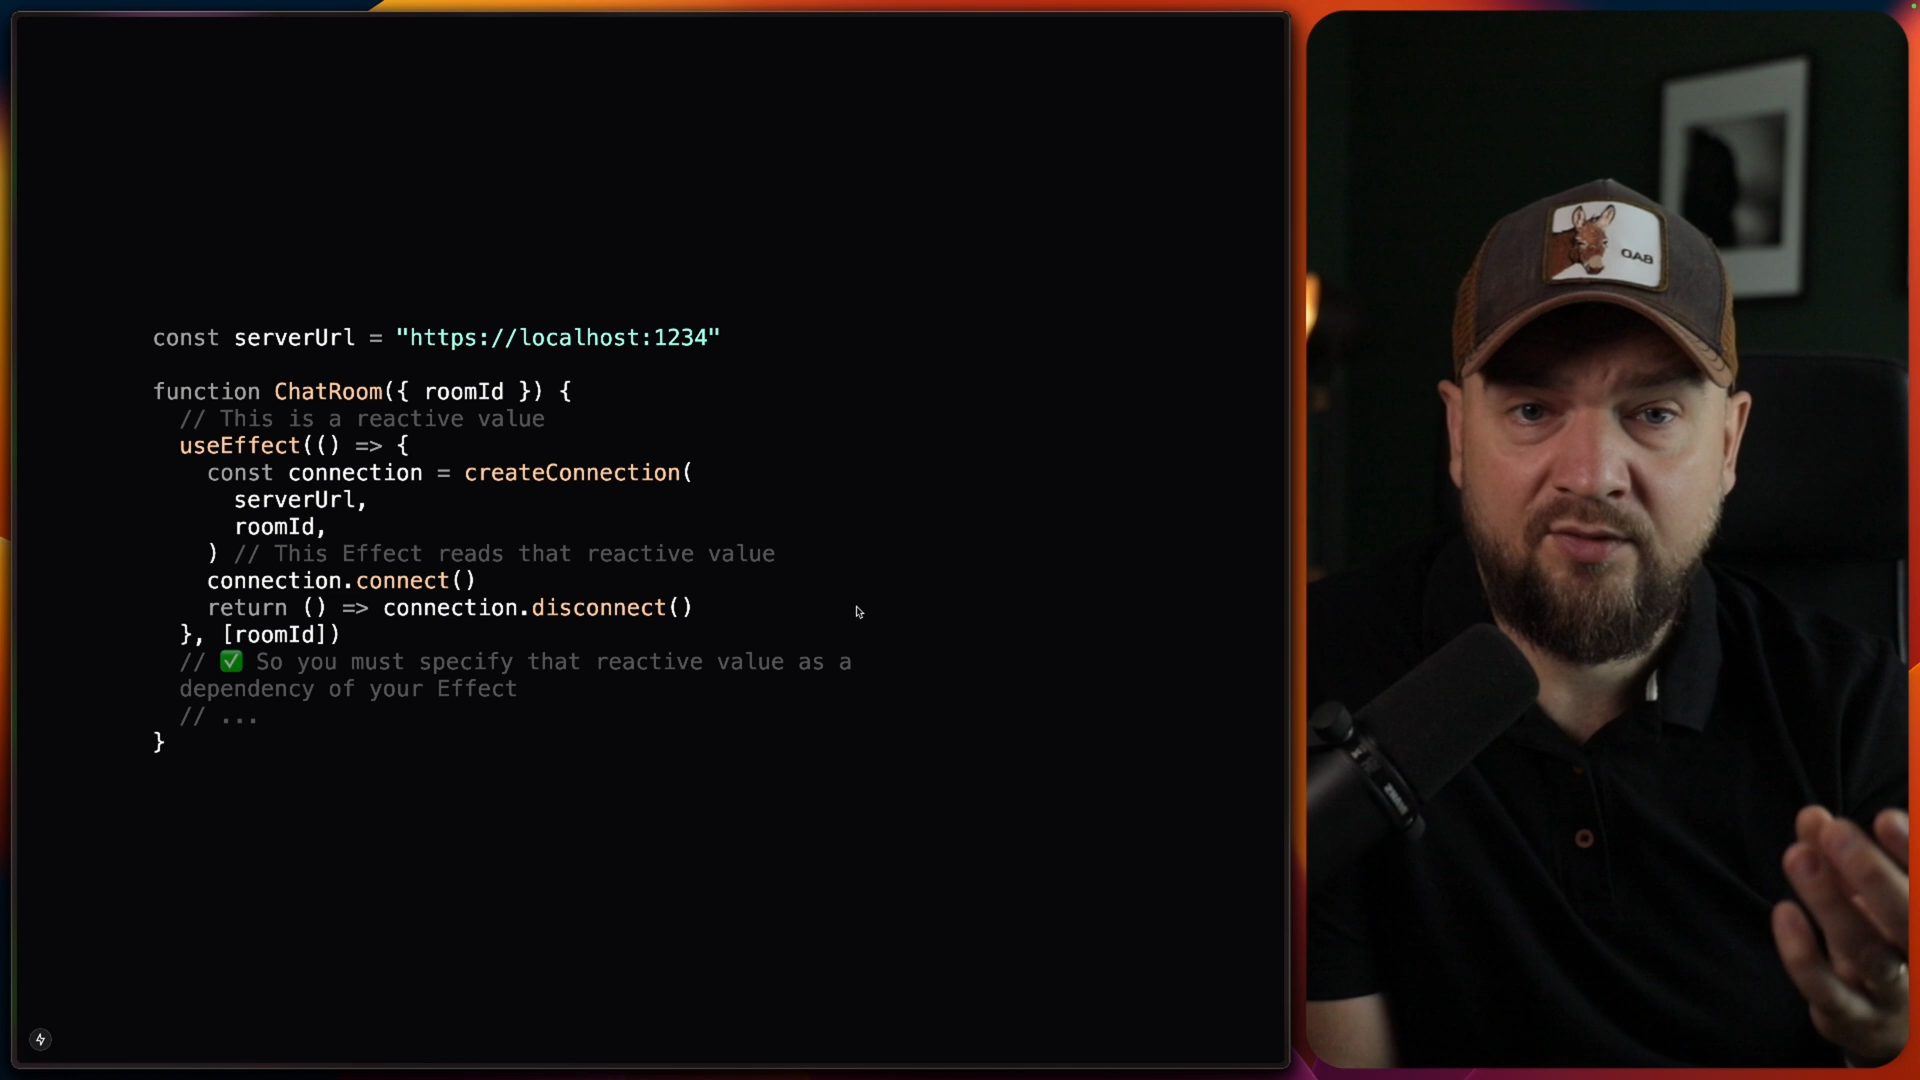 const serverUrl = "https://localhost:1234"
function ChatRoom({ roomId }) {
// This is a reactive value
useEffect(() => {
const connection = createConnection(
serverUrl,
roomId,
) // This Effect reads that reactive value
connection.connect()
return () => connection.disconnect()
}, [roomId])
// ✅ So you must specify that reactive value as a
dependency of your Effect
// ...
}
BAD